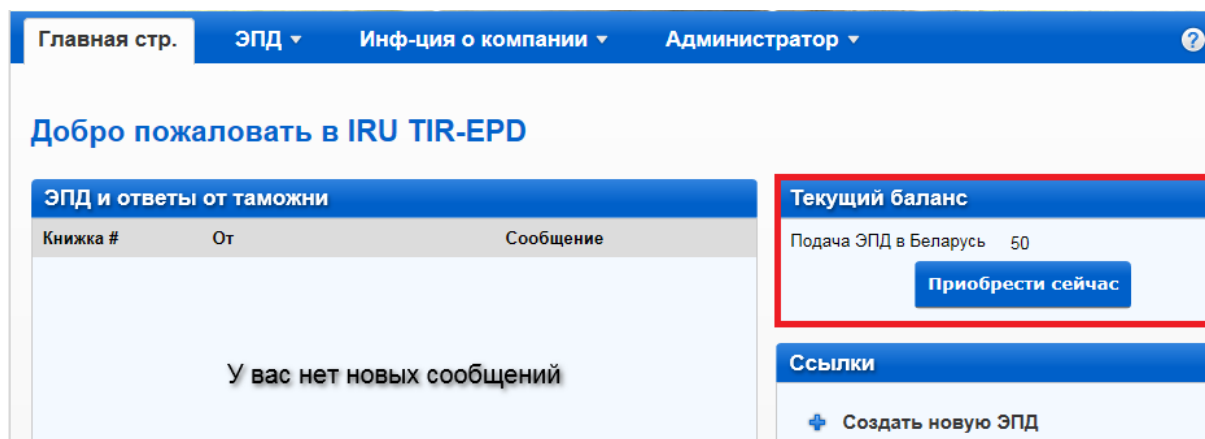 Главная стр. ЭПД Инф-ция о компании Администратор ?
Добро пожаловать в IRU TIR-EPD
ЭПД и ответы от таможни
Книжка # От Сообщение
У вас нет новых сообщений
Текущий баланс
Подача ЭПД в Беларусь 50
Приобрести сейчас
Ссылки
Создать новую ЭПД